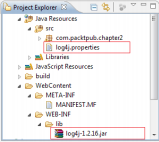 Project Explorer
Java Resources
src
com.packtpub.chapter2
log4j.properties
Libraries
JavaScript Resources
build
WebContent
META-INF
MANIFEST.MF
WEB-INF
lib
log4j-1.2.16.jar